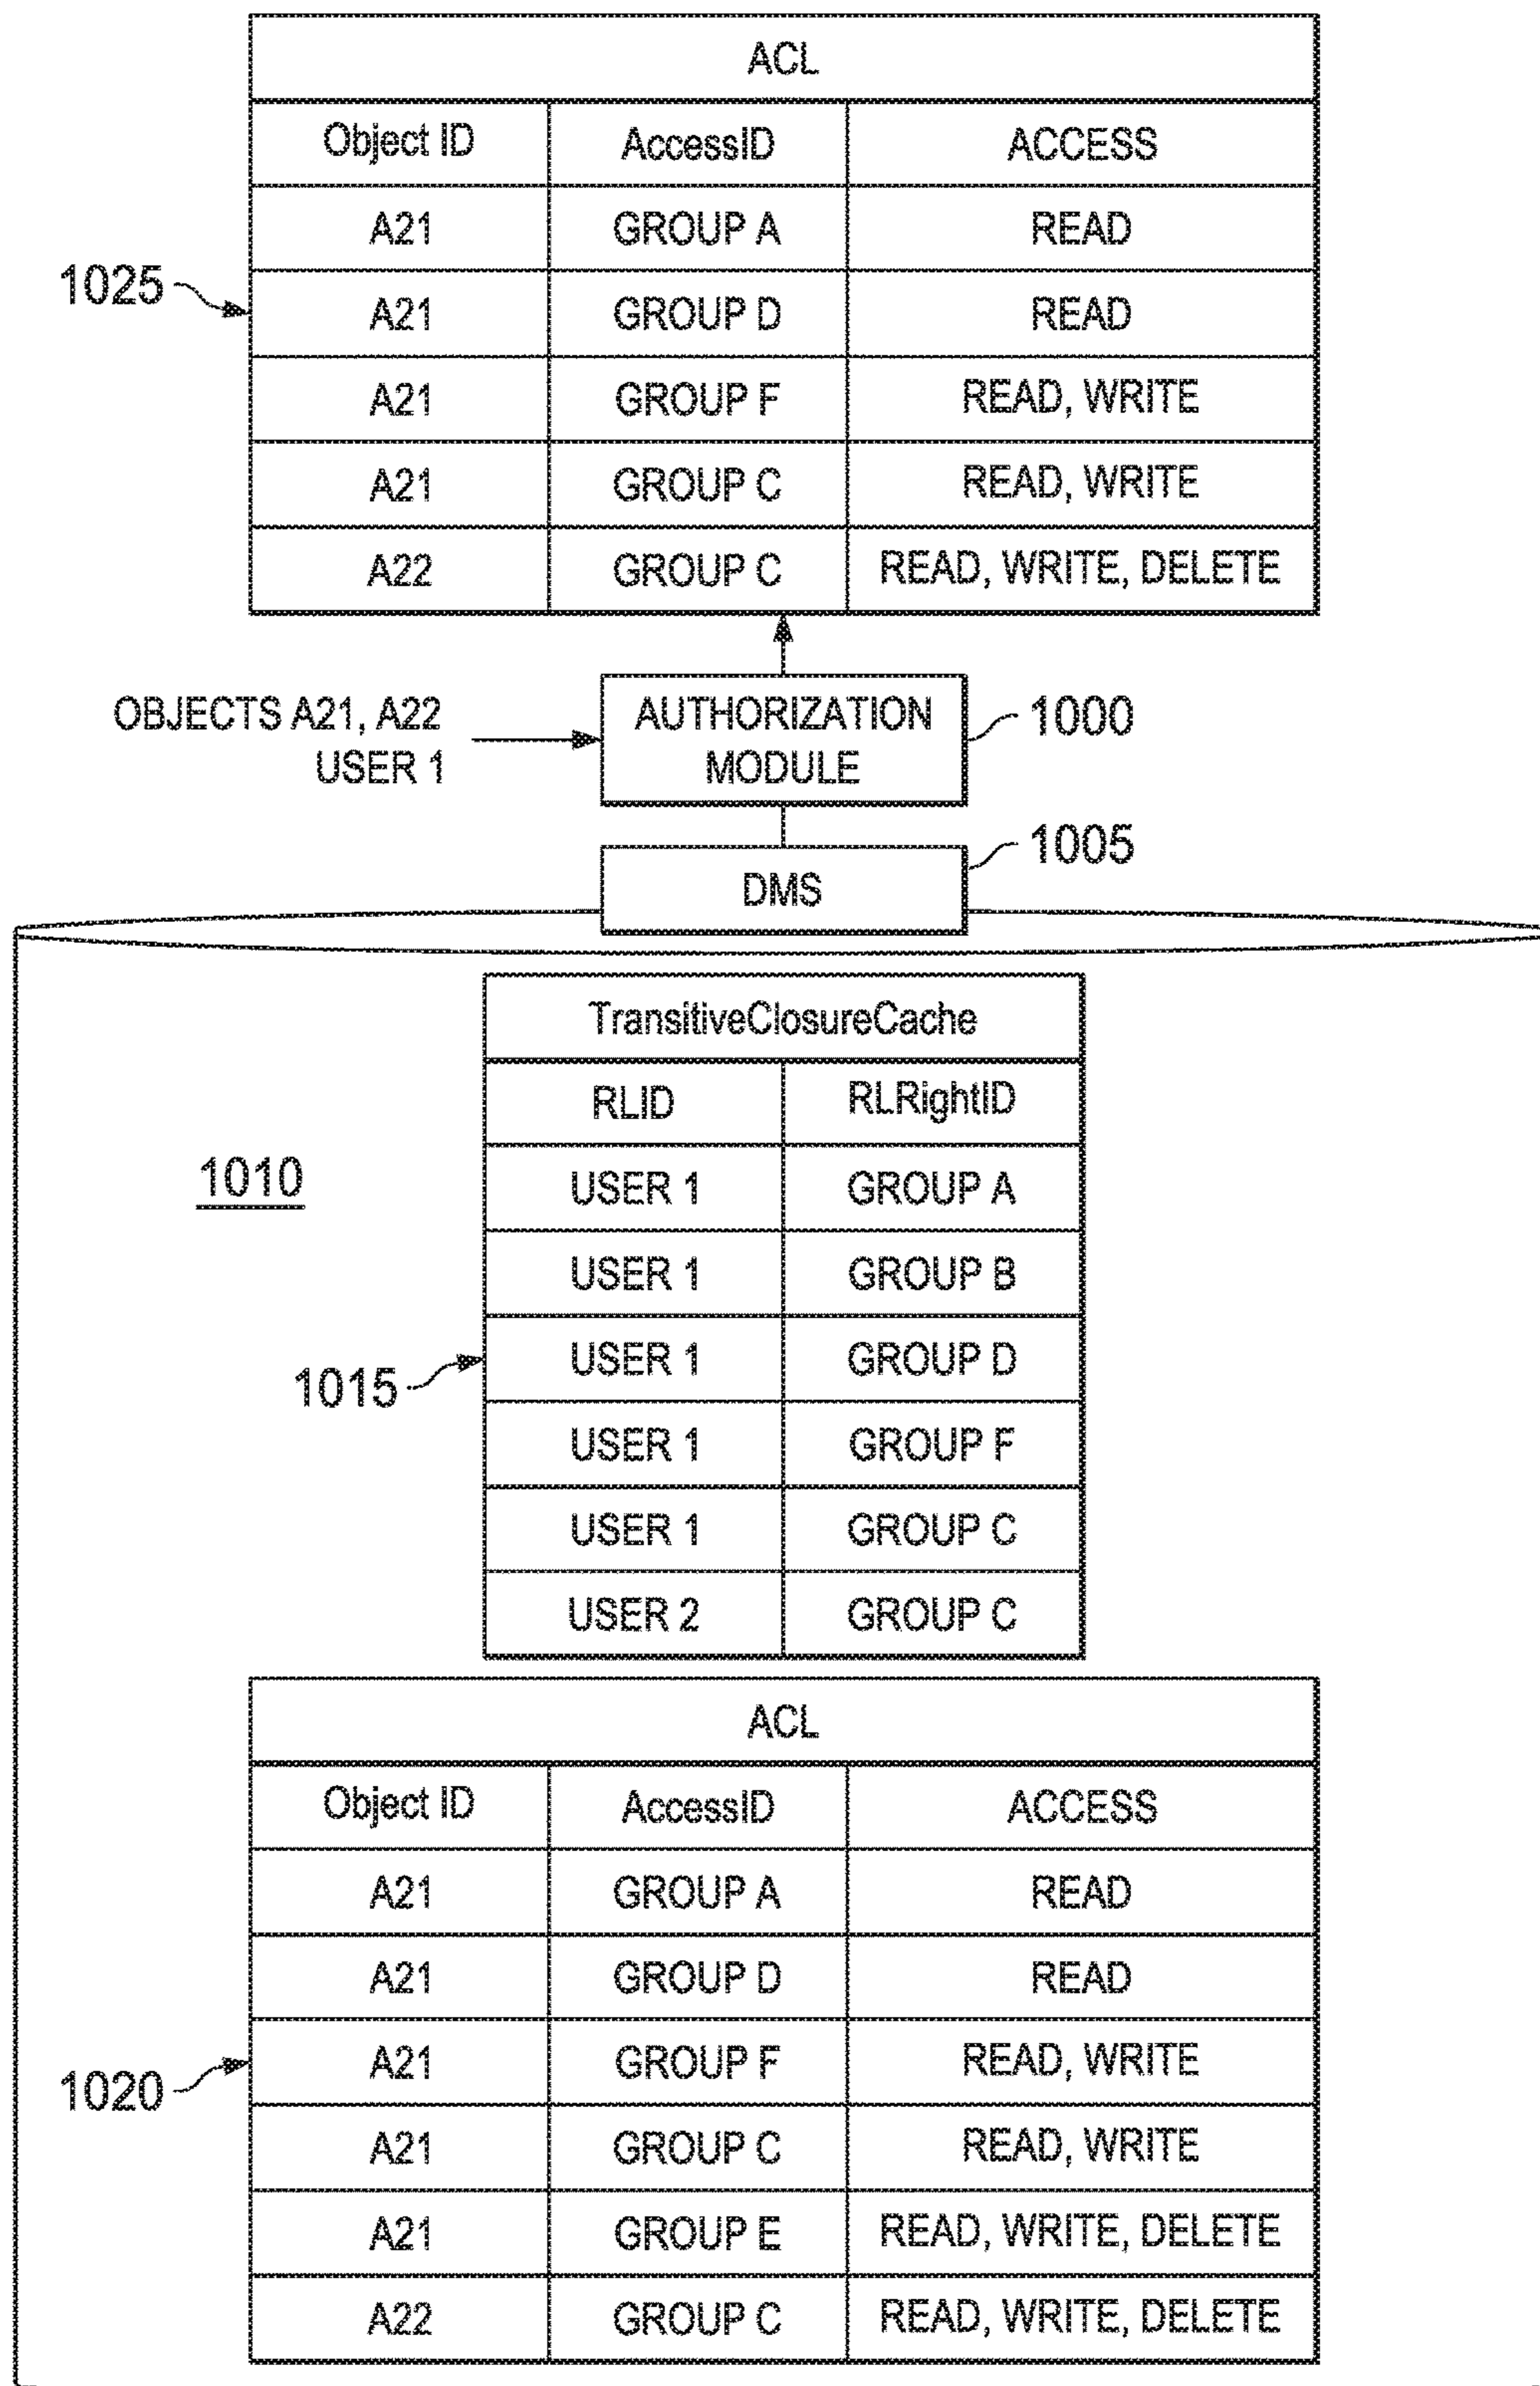 ACL
Object ID AccessID ACCESS
A21 GROUP A READ
1025
A21 GROUP D READ
A21 GROUP F READ, WRITE
A21 GROUP C READ, WRITE
A22 GROUP C READ, WRITE, DELETE
OBJECTS A21, A22
USER 1
AUTHORIZATION
MODULE
1000
1005
DMS
TransitiveClosureCache
RLID RLRightID
1010
USER 1 GROUP A
USER 1 GROUP B
USER 1 GROUP D
1015
USER 1 GROUP F
USER 1 GROUP C
USER 2 GROUP C
ACL
Object ID AccessID ACCESS
A21 GROUP A READ
A21 GROUP D READ
A21 GROUP F READ, WRITE
1020
A21 GROUP C READ, WRITE
A21 GROUP E READ, WRITE, DELETE
A22 GROUP C READ, WRITE, DELETE